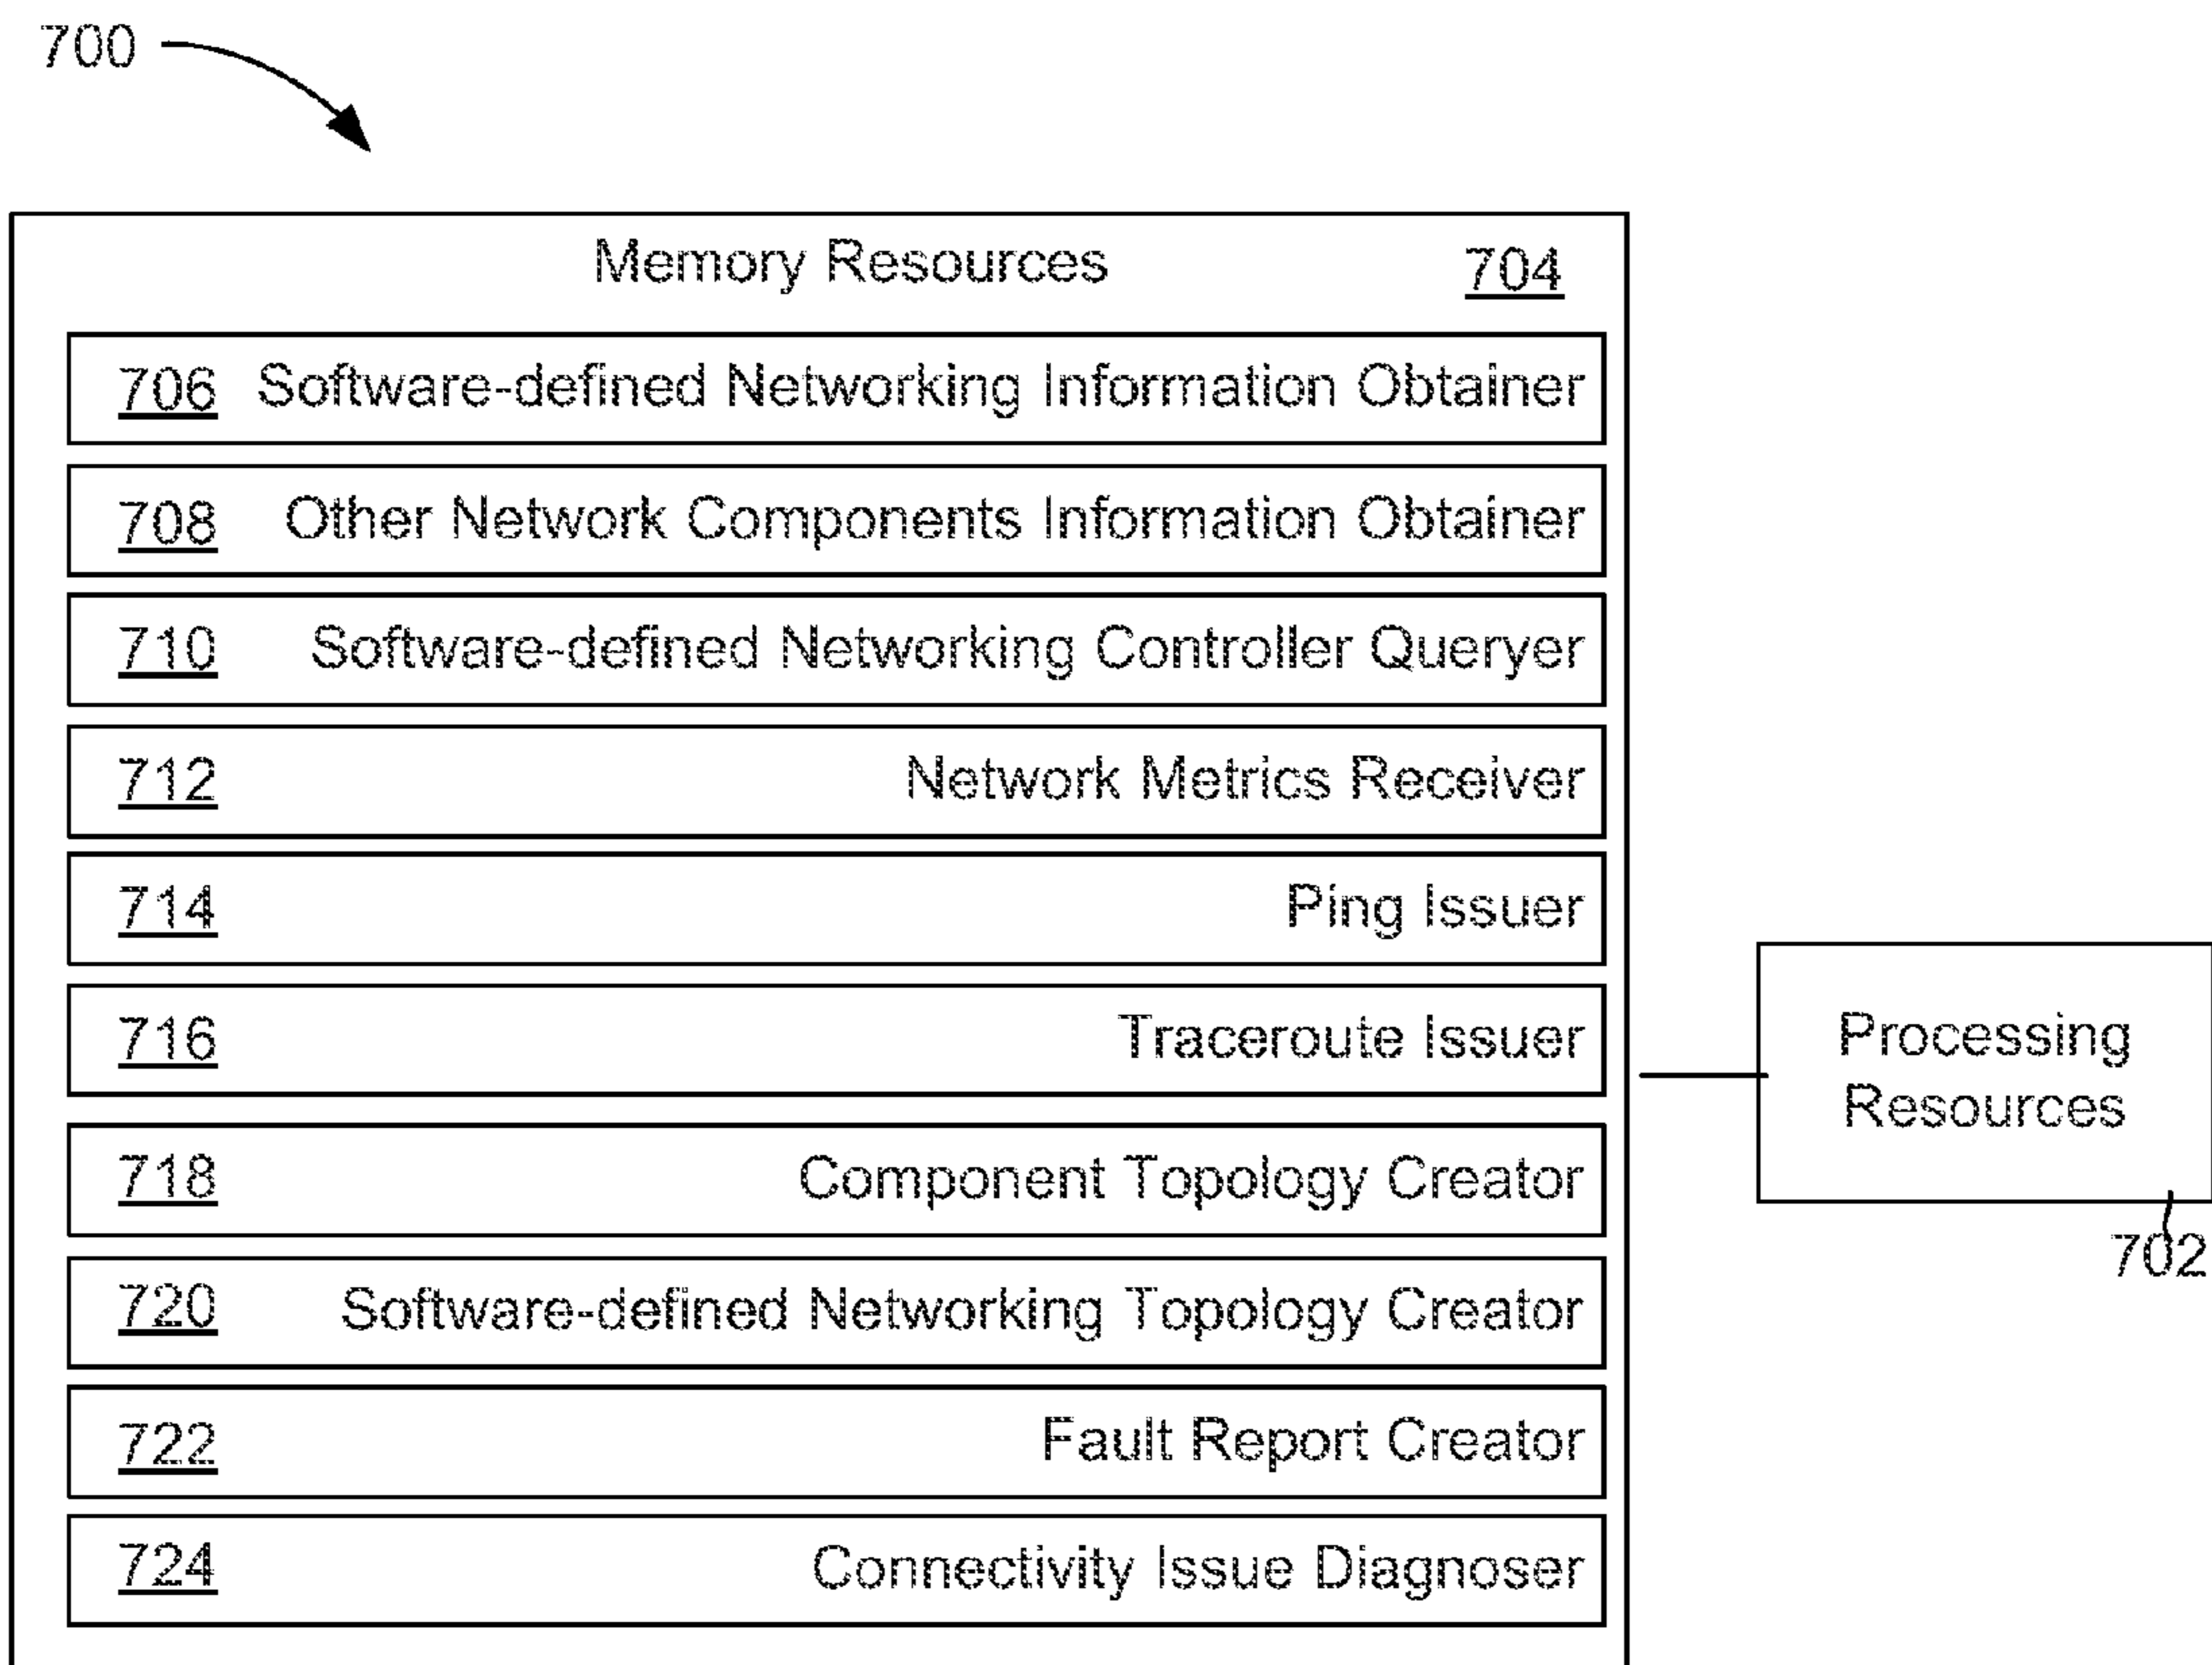 700
Memory Resources 704
706 Software-defined Networking Information Obtainer
708 Other Network Components Information Obtainer
710 Software-defined Networking Controller Queryer
712 Network Metrics Receiver
714 Ping Issuer
716 Traceroute Issuer
718 Component Topology Creator
720 Software-defined Networking Topology Creator
722 Fault Report Creator
724 Connectivity Issue Diagnoser
Processing
Resources
702